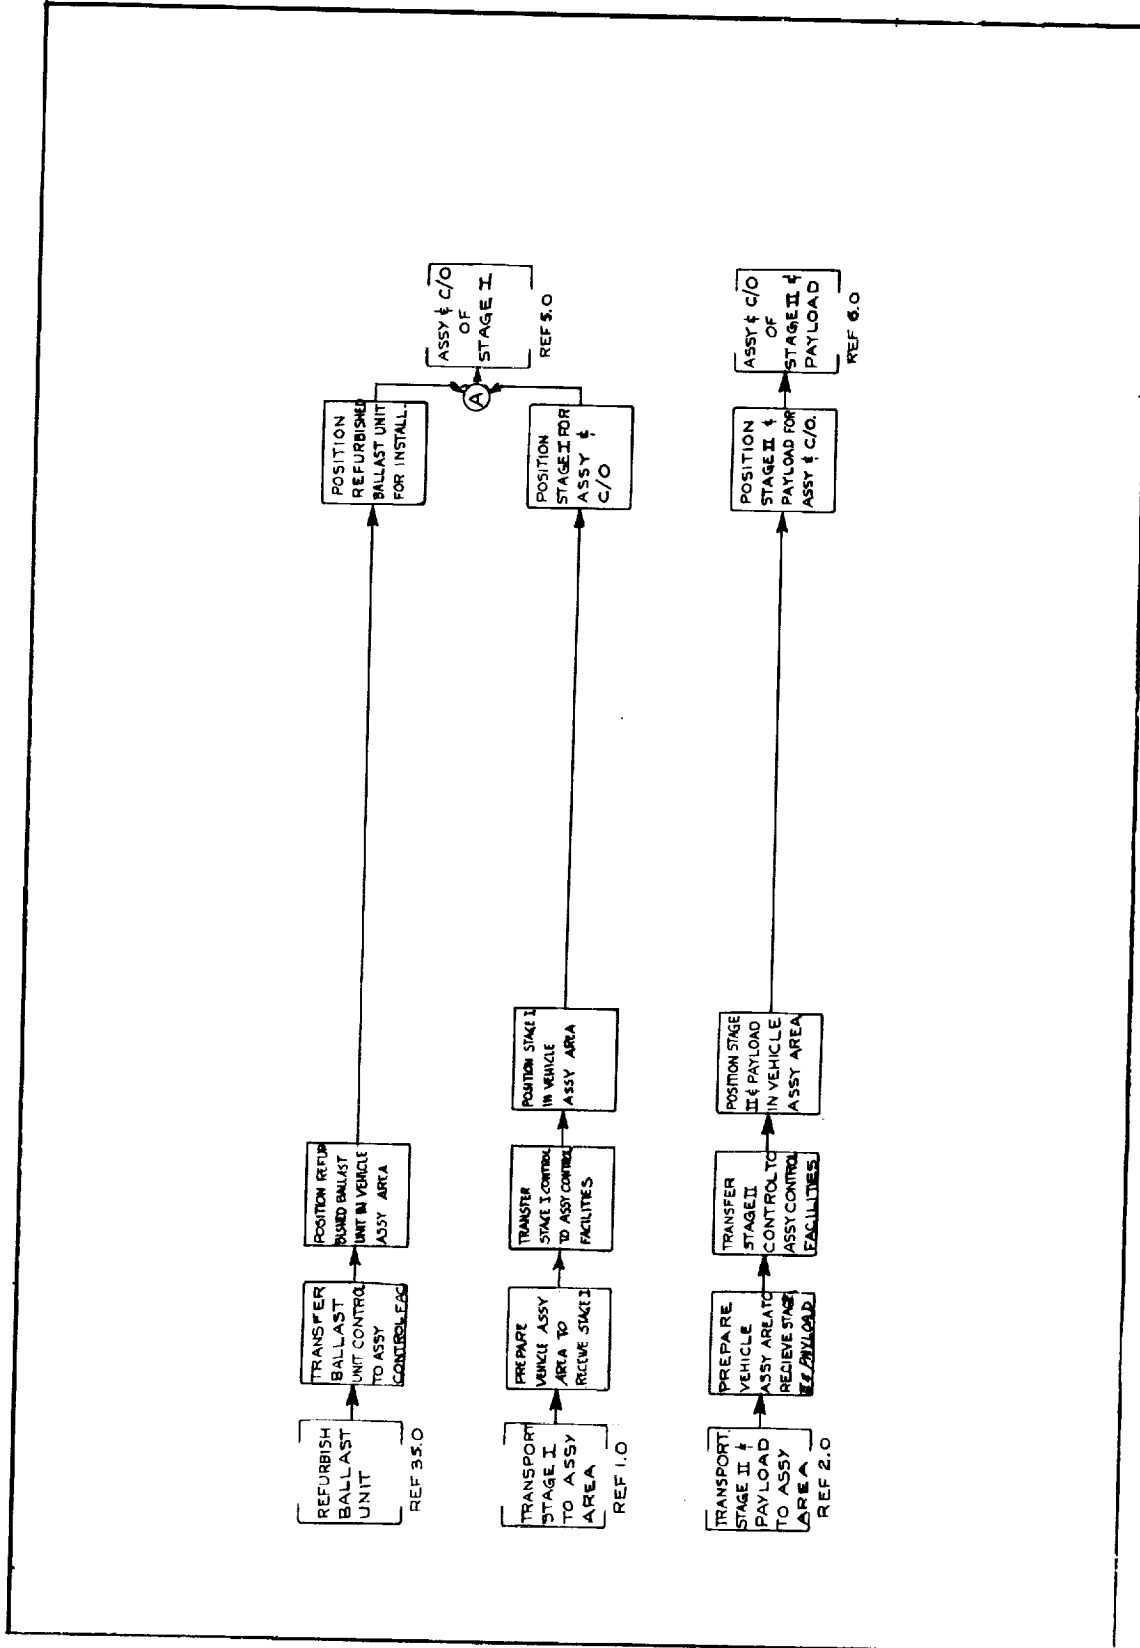 REFURBISH
BALLAST
UNIT
REF 35.0
TRANSFER
BALLAST
UNIT CONTROL
TO ASSY
CONTROL FAC
POSITION REFUR
BISHED BALLAST
UNIT IN VEHICLE
ASSY AREA
POSITION
REFURBISHED
BALLAST UNIT
FOR INSTALL.
A
ASSY & C/O
OF
STAGE I
REF 5.0
TRANSPORT
STAGE I
TO ASSY
AREA
REF 1.0
PREPARE
VEHICLE ASSY
AREA TO
RECEIVE STAGE I
TRANSFER
STAGE I CONTROL
TO ASSY CONTROL
FACILITIES
POSITION STAGE I
IN VEHICLE
ASSY AREA
POSITION
STAGE I FOR
ASSY &
C/O
TRANSPORT
STAGE II &
PAYLOAD
TO ASSY
AREA
REF 2.0
PREPARE
VEHICLE
ASSY AREA TO
RECIEVE STAGE
II & PAYLOAD
TRANSFER
STAGE II
CONTROL TO
ASSY CONTROL
FACILITIES
POSITION STAGE
II & PAYLOAD
IN VEHICLE
ASSY AREA
POSITION
STAGE II &
PAYLOAD FOR
ASSY & C/O.
ASSY & C/O
OF
STAGE II &
PAYLOAD
REF 6.0